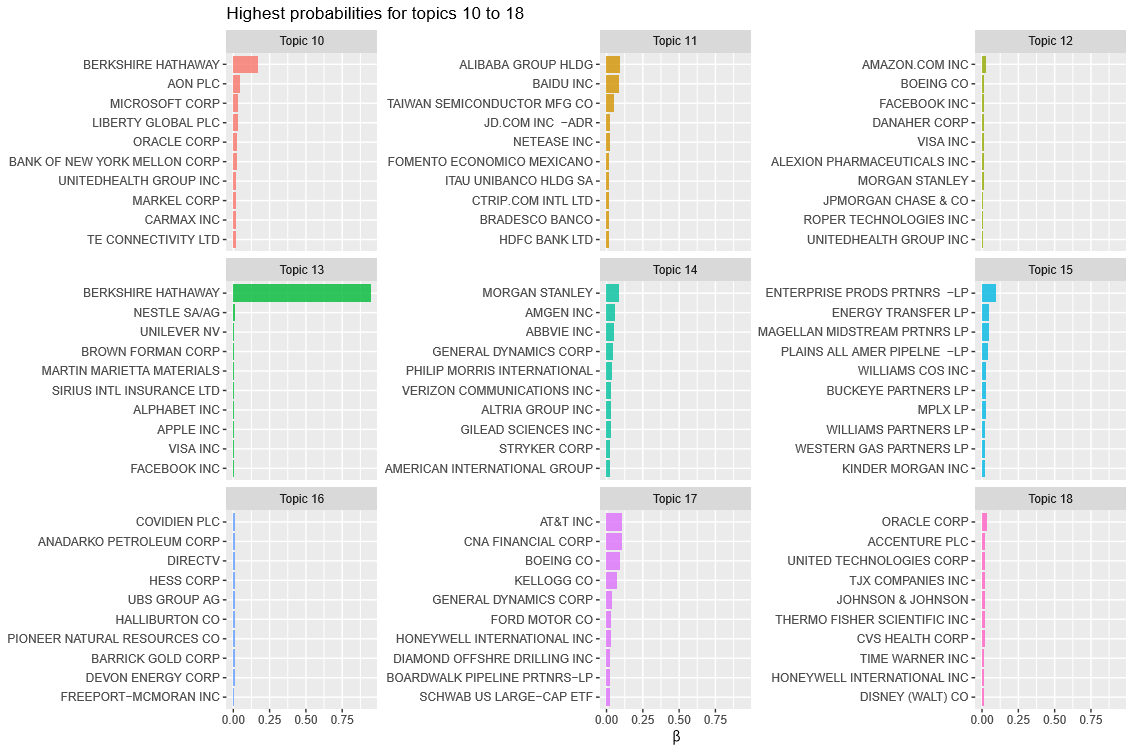 Highest probabilities for topics 10 to 18
Topic 10
BERKSHIRE HATHAWAY
AON PLC
MICROSOFT CORP
LIBERTY GLOBAL PLC
ORACLE CORP
BANK OF NEW YORK MELLON CORP
UNITEDHEALTH GROUP INC
MARKEL CORP
CARMAX INC
TE CONNECTIVITY LTD
Topic 11
ALIBABA GROUP HLDG
BAIDU INC
TAIWAN SEMICONDUCTOR MFG CO
JD.COM INC −ADR
NETEASE INC
FOMENTO ECONOMICO MEXICANO
ITAU UNIBANCO HLDG SA
CTRIP.COM INTL LTD
BRADESCO BANCO
HDFC BANK LTD
Topic 12
AMAZON.COM INC
BOEING CO
FACEBOOK INC
DANAHER CORP
VISA INC
ALEXION PHARMACEUTICALS INC
MORGAN STANLEY
JPMORGAN CHASE & CO
ROPER TECHNOLOGIES INC
UNITEDHEALTH GROUP INC
Topic 13
BERKSHIRE HATHAWAY
NESTLE SA/AG
UNILEVER NV
BROWN FORMAN CORP
MARTIN MARIETTA MATERIALS
SIRIUS INTL INSURANCE LTD
ALPHABET INC
APPLE INC
VISA INC
FACEBOOK INC
Topic 14
MORGAN STANLEY
AMGEN INC
ABBVIE INC
GENERAL DYNAMICS CORP
PHILIP MORRIS INTERNATIONAL
VERIZON COMMUNICATIONS INC
ALTRIA GROUP INC
GILEAD SCIENCES INC
STRYKER CORP
AMERICAN INTERNATIONAL GROUP
Topic 15
ENTERPRISE PRODS PRTNRS −LP
ENERGY TRANSFER LP
MAGELLAN MIDSTREAM PRTNRS LP
PLAINS ALL AMER PIPELNE −LP
WILLIAMS COS INC
BUCKEYE PARTNERS LP
MPLX LP
WILLIAMS PARTNERS LP
WESTERN GAS PARTNERS LP
KINDER MORGAN INC
Topic 16
COVIDIEN PLC
ANADARKO PETROLEUM CORP
DIRECTV
HESS CORP
UBS GROUP AG
HALLIBURTON CO
PIONEER NATURAL RESOURCES CO
BARRICK GOLD CORP
DEVON ENERGY CORP
FREEPORT−MCMORAN INC
0.00 0.25 0.50 0.75
Topic 17
AT&T INC
CNA FINANCIAL CORP
BOEING CO
KELLOGG CO
GENERAL DYNAMICS CORP
FORD MOTOR CO
HONEYWELL INTERNATIONAL INC
DIAMOND OFFSHRE DRILLING INC
BOARDWALK PIPELINE PRTNRS−LP
SCHWAB US LARGE−CAP ETF
0.00 0.25 0.50 0.75
Topic 18
ORACLE CORP
ACCENTURE PLC
UNITED TECHNOLOGIES CORP
TJX COMPANIES INC
JOHNSON & JOHNSON
THERMO FISHER SCIENTIFIC INC
CVS HEALTH CORP
TIME WARNER INC
HONEYWELL INTERNATIONAL INC
DISNEY (WALT) CO
0.00 0.25 0.50 0.75
β